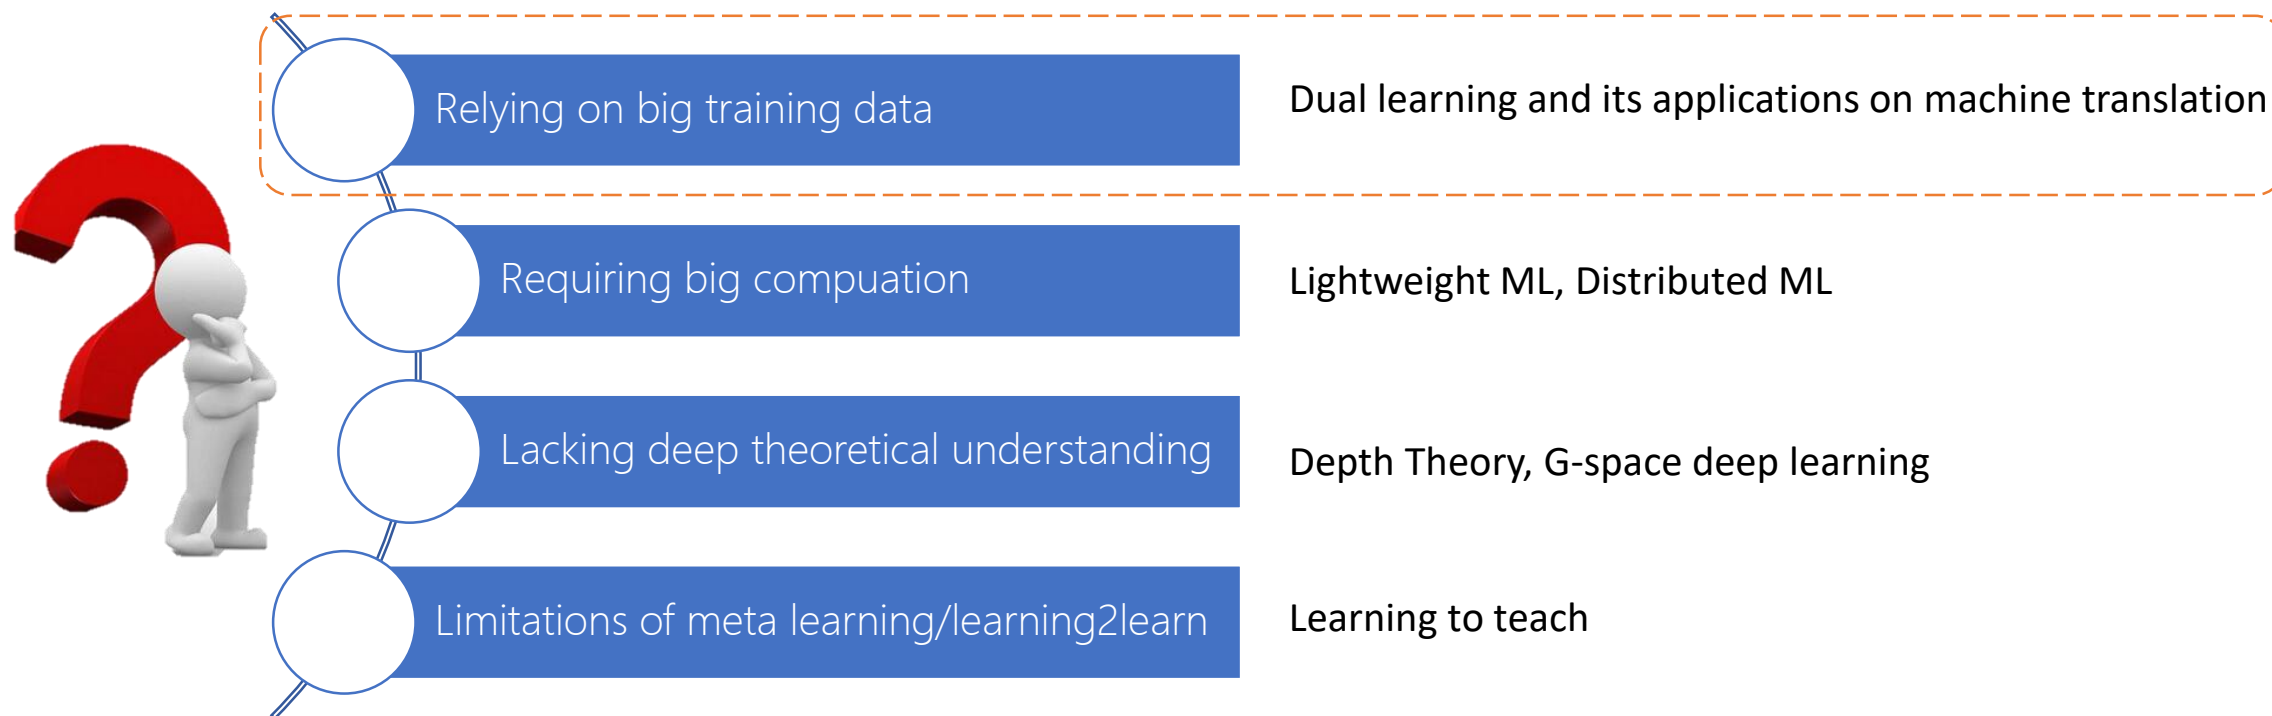 Relying on big training data
Dual learning and its applications on machine translation
Requiring big compuation
Lightweight ML, Distributed ML
Lacking deep theoretical understanding
Depth Theory, G-space deep learning
Limitations of meta learning/learning2learn
Learning to teach